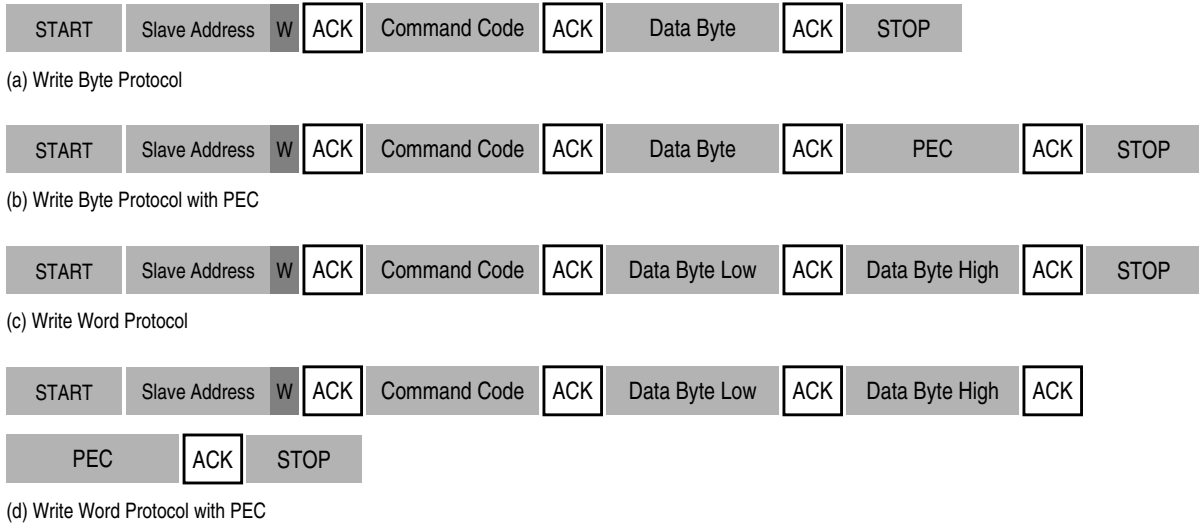 START Slave Address W ACK Command Code ACK Data Byte ACK STOP
(a) Write Byte Protocol
START Slave Address W ACK Command Code ACK Data Byte ACK PEC ACK STOP
(b) Write Byte Protocol with PEC
START Slave Address W ACK Command Code ACK Data Byte Low ACK Data Byte High ACK STOP
(c) Write Word Protocol
START Slave Address W ACK Command Code ACK Data Byte Low ACK Data Byte High ACK
PEC ACK STOP
(d) Write Word Protocol with PEC